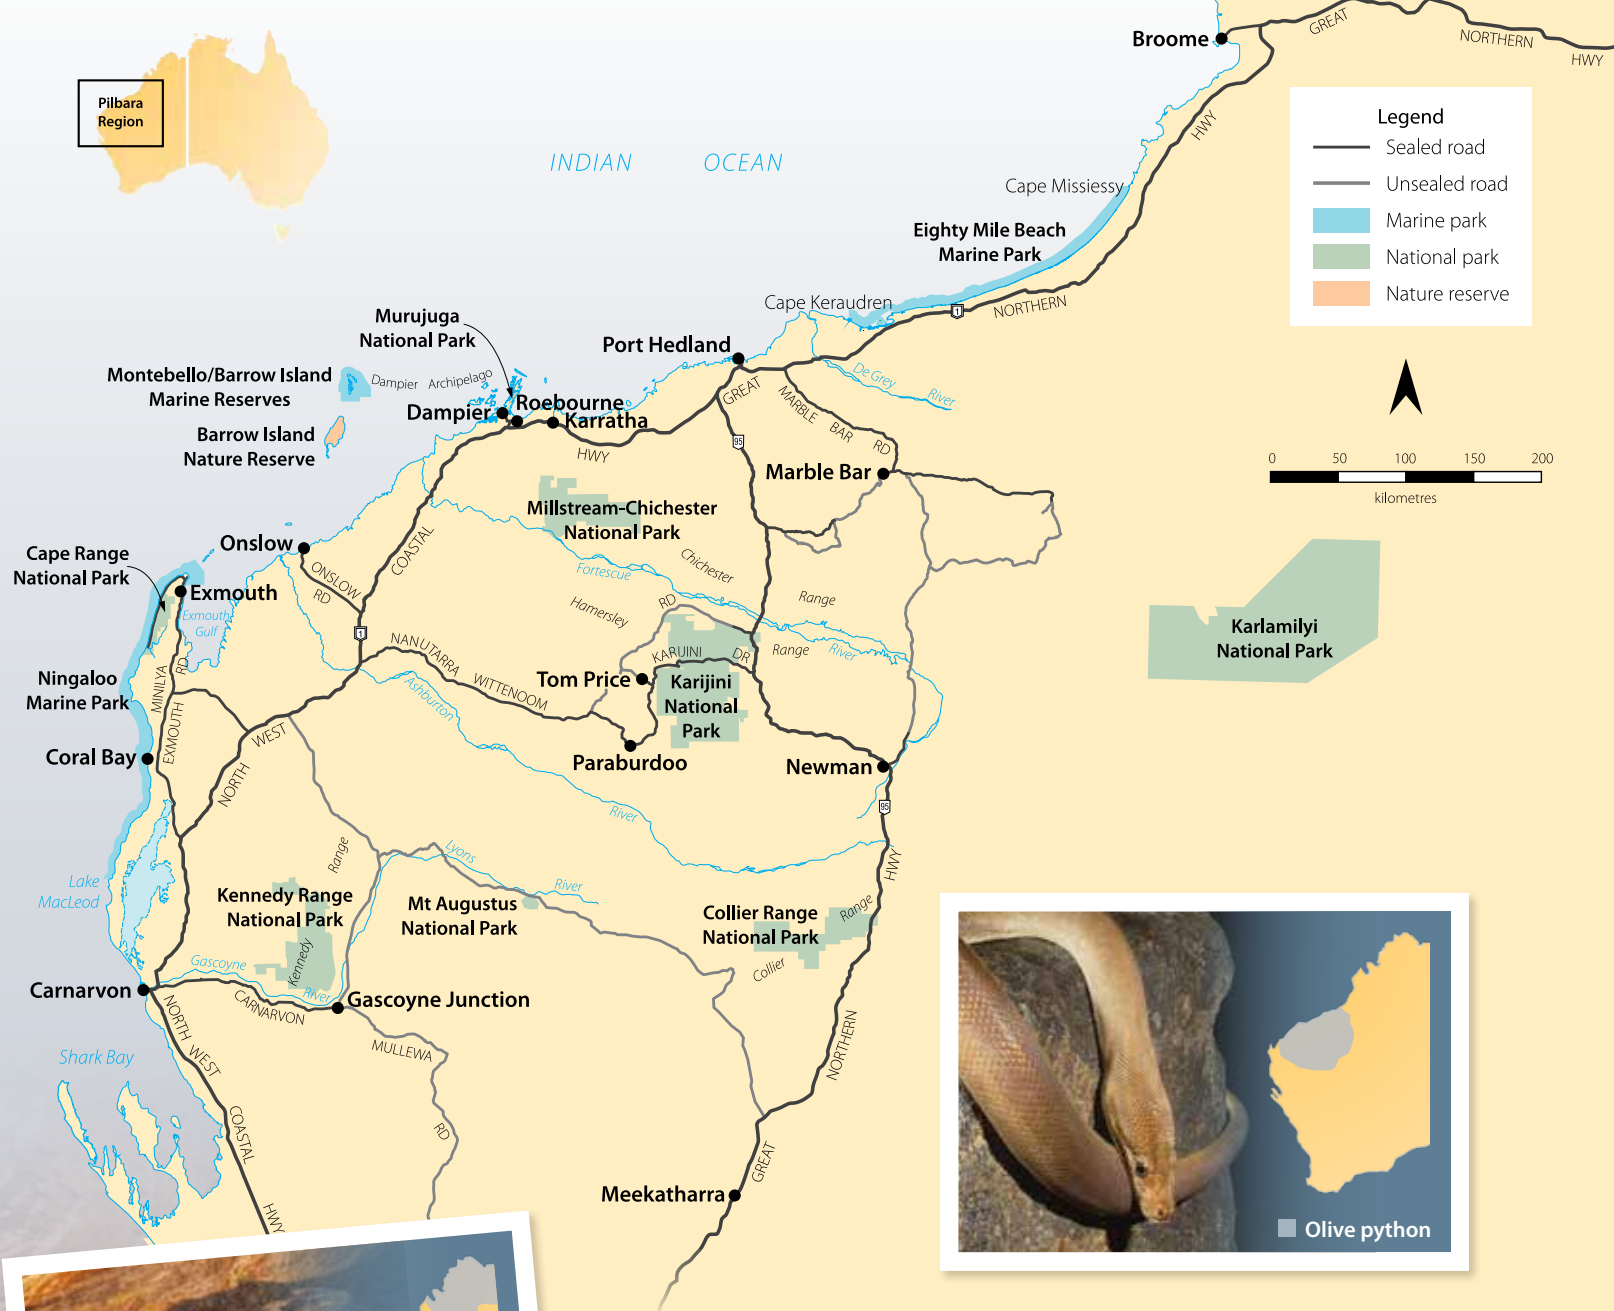 Broome
GREAT
NORTHERN
HWY
Pilbara
Region
INDIAN OCEAN
HWY
Legend
Sealed road
Unsealed road
Marine park
National park
Nature reserve
Cape Missiessy
Eighty Mile Beach
Marine Park
Cape Keraudren
1
NORTHERN
Murujuga
National Park
Port Hedland
Montebello/Barrow Island
Marine Reserves
Dampier Archipelago
De Grey
River
GREAT
MARBLE
BAR
RD
Roebourne
Dampier
Karratha
Barrow Island
Nature Reserve
HWY
95
Marble Bar
0 50 100 150 200
kilometres
Millstream-Chichester
National Park
COASTAL
Onslow
Cape Range
National Park
ONSLOW
RD
Chichester
Range
Fortescue
Exmouth
Exmouth
Gulf
Hamersley
RD
Range
River
1
Karlamilyi
National Park
NANUTARRA
WITTENOOM
KARIJINI
DR
Tom Price
Karijini
National
Park
Ningaloo
Marine Park
MINILYA
RD
EXMOUTH
Ashburton
WEST
NORTH
Coral Bay
Paraburdoo
Newman
95
River
Range
Lyons
River
HWY
Lake
MacLeod
Kennedy Range
National Park
Mt Augustus
National Park
Collier Range
National Park
Range
Collier
Kennedy
Gascoyne
River
Carnarvon
CARNARVON
Gascoyne Junction
NORTH
WEST
MULLEWA
NORTHERN
Shark Bay
COASTAL
RD
GREAT
Meekatharra
HWY
Olive python